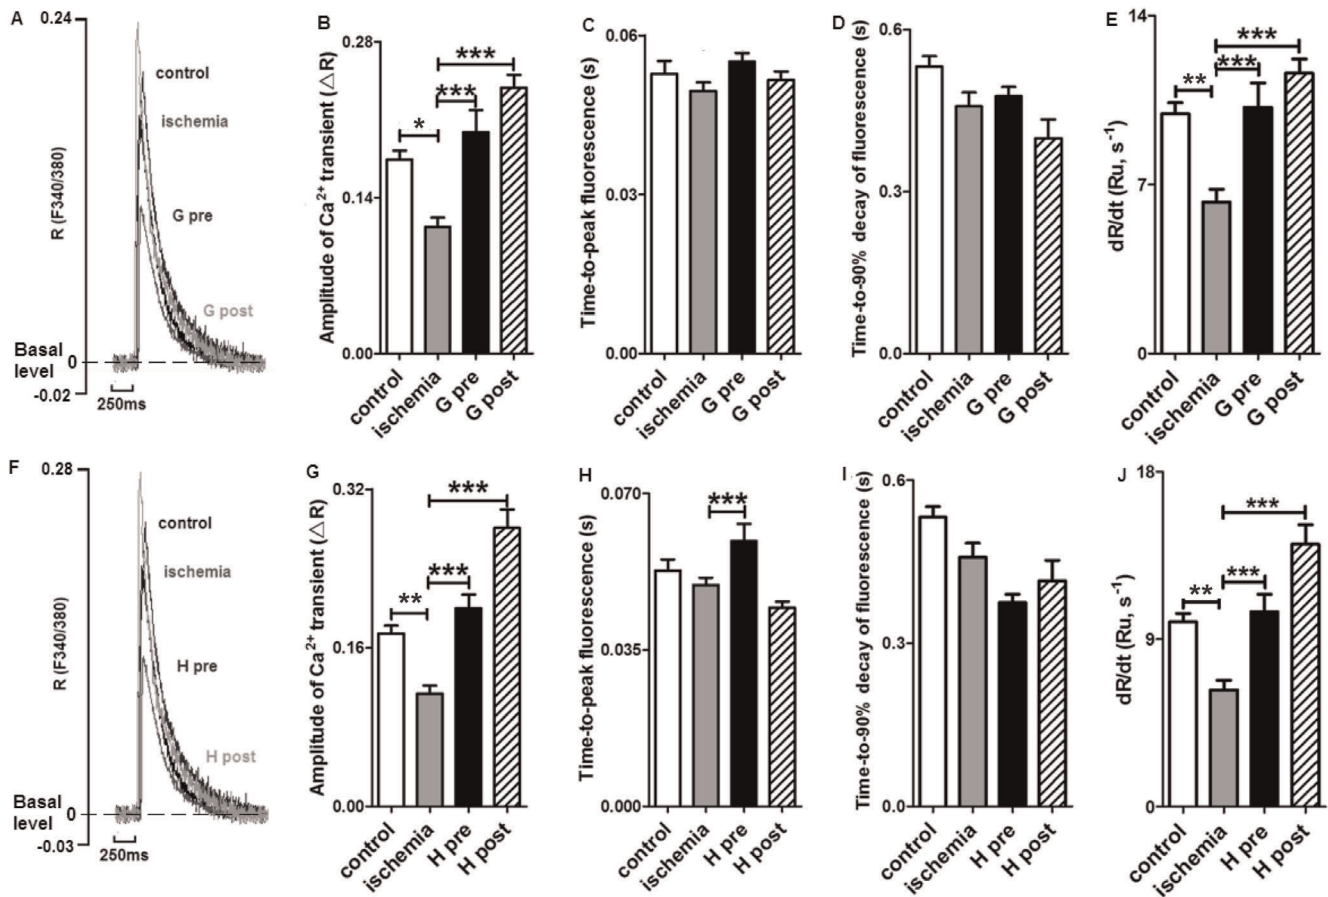 A
0.24
control
ischemia
G pre
G post
R (F340/380)
Basal
level
0
-0.02
250ms
B
Amplitude of Ca²⁺ transient (△R)
0.28
0.14
0.00
*
***
***
control
ischemia
G pre
G post
C
Time-to-peak fluorescence (s)
0.06
0.03
0.00
control
ischemia
G pre
G post
D
Time-to-90% decay of fluorescence (s)
0.6
0.3
0.0
control
ischemia
G pre
G post
E
dR/dt (Ru, s⁻¹)
14
7
0
**
***
***
control
ischemia
G pre
G post
F
0.28
control
ischemia
H pre
H post
R (F340/380)
Basal
level
0
-0.03
250ms
G
Amplitude of Ca²⁺ transient (△R)
0.32
0.16
0.00
**
***
***
control
ischemia
H pre
H post
H
Time-to-peak fluorescence (s)
0.070
0.035
0.000
***
control
ischemia
H pre
H post
I
Time-to-90% decay of fluorescence (s)
0.6
0.3
0.0
control
ischemia
H pre
H post
J
dR/dt (Ru, s⁻¹)
18
9
0
**
***
***
control
ischemia
H pre
H post